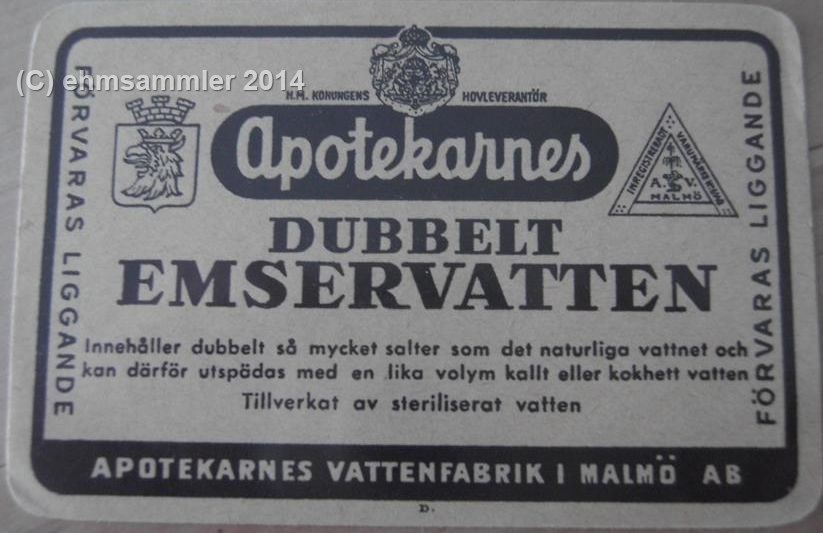 (C) ehmsammler 2014
H.M. KONUNGENS HOVLEVERANTÖR
Apotekarnes
INREGISTRERADT VARUMÄRKE
A. V.
MALMÖ
DUBBELT
EMSERVATTEN
FÖRVARAS LIGGANDE
Innehåller dubbelt så mycket salter som det naturliga vattnet och
kan därför utspädas med en lika volym kallt eller kokhett vatten
Tillverkat av steriliserat vatten
FÖRVARAS LIGGANDE
APOTEKARNES VATTENFABRIK I MALMÖ AB
D.